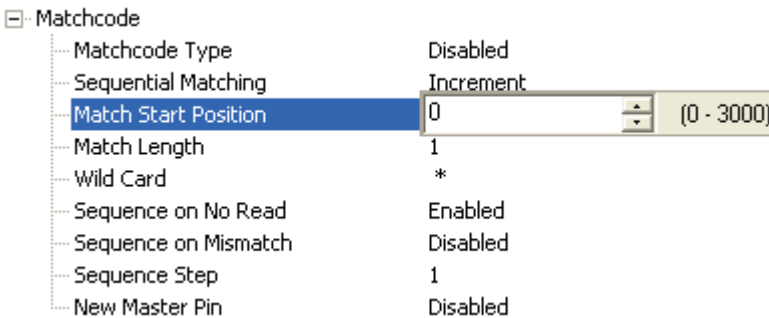 Matchcode
Matchcode Type Disabled
Sequential Matching Increment
Match Start Position 0 (0 - 3000)
Match Length 1
Wild Card *
Sequence on No Read Enabled
Sequence on Mismatch Disabled
Sequence Step 1
New Master Pin Disabled